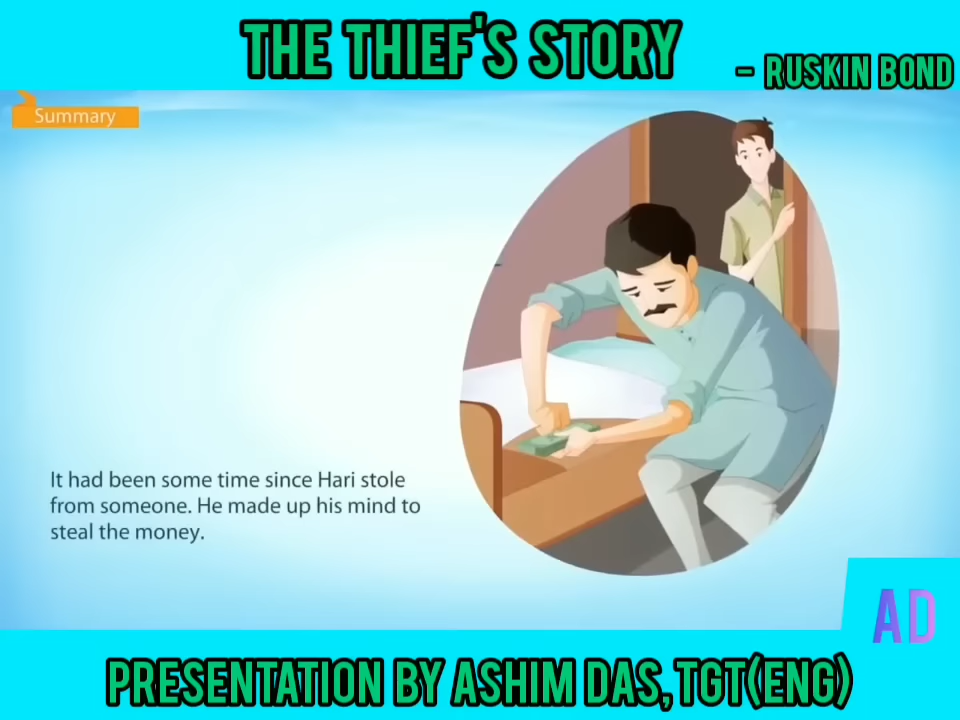 THE THIEF'S STORY
- RUSKIN BOND
Summary
It had been some time since Hari stole
from someone. He made up his mind to
steal the money.
AD
PRESENTATION BY ASHIM DAS, TGT(ENG)